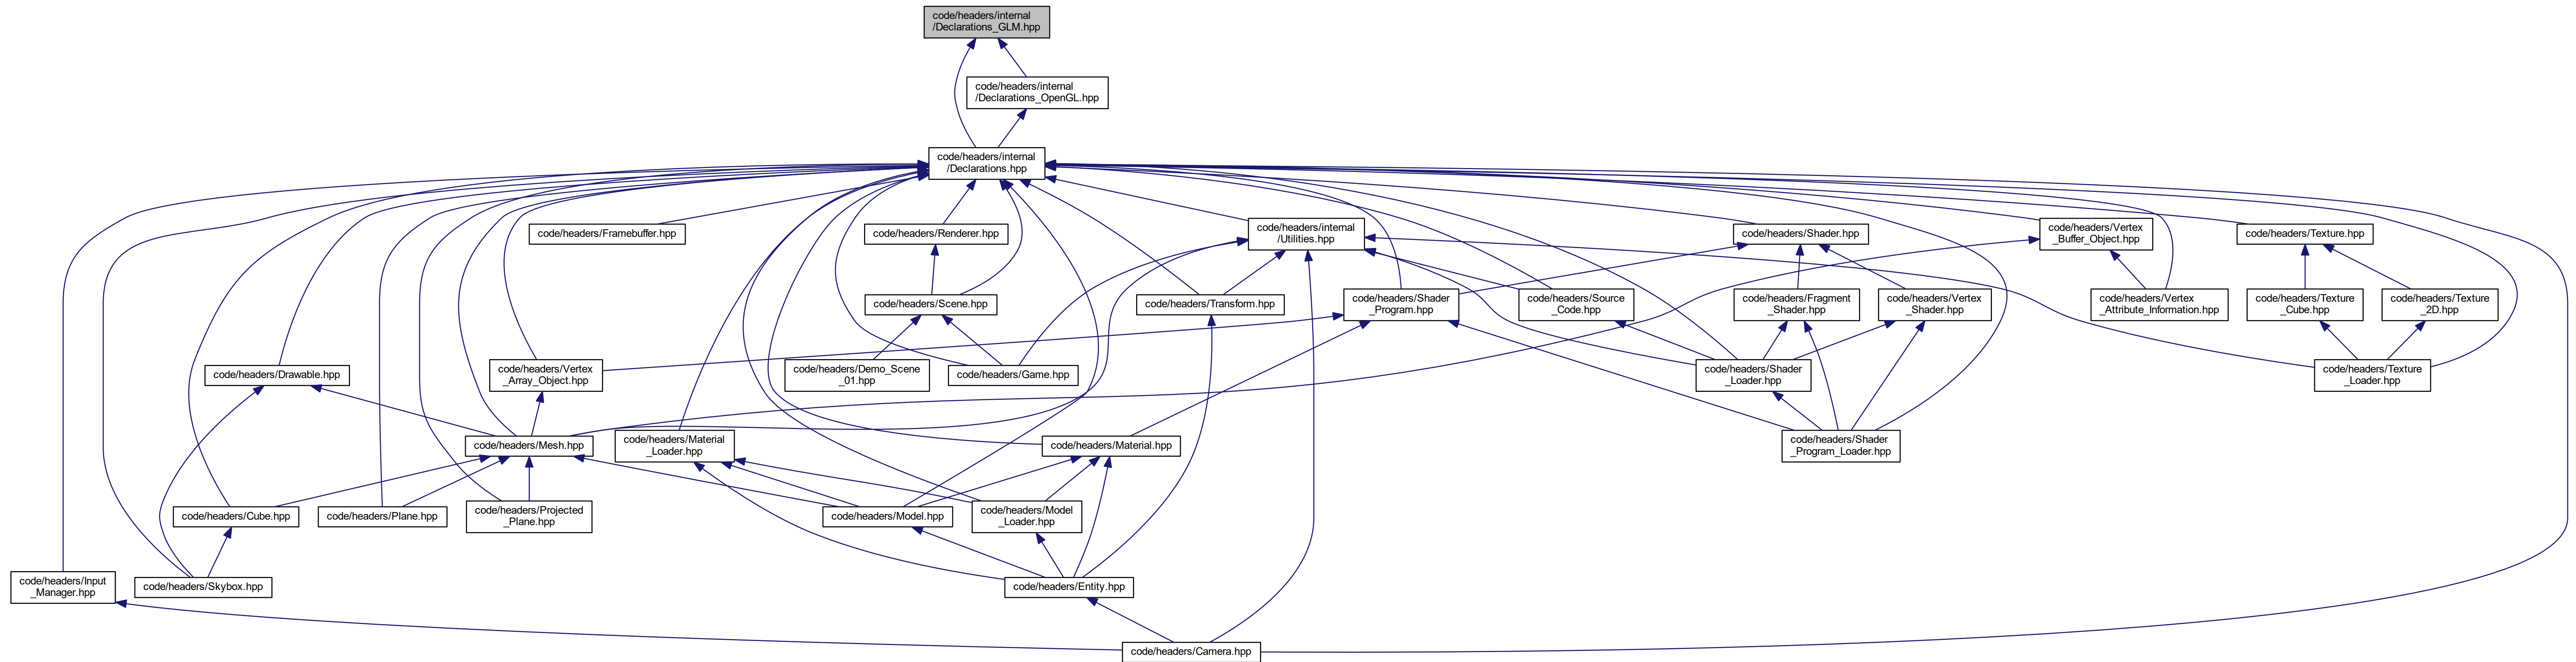 code/headers/internal
/Declarations_GLM.hpp
code/headers/internal
/Declarations_OpenGL.hpp
code/headers/internal
/Declarations.hpp
code/headers/Framebuffer.hpp
code/headers/Renderer.hpp
code/headers/internal
/Utilities.hpp
code/headers/Shader.hpp
code/headers/Vertex
_Buffer_Object.hpp
code/headers/Texture.hpp
code/headers/Scene.hpp
code/headers/Transform.hpp
code/headers/Shader
_Program.hpp
code/headers/Source
_Code.hpp
code/headers/Fragment
_Shader.hpp
code/headers/Vertex
_Shader.hpp
code/headers/Vertex
_Attribute_Information.hpp
code/headers/Texture
_Cube.hpp
code/headers/Texture
_2D.hpp
code/headers/Drawable.hpp
code/headers/Vertex
_Array_Object.hpp
code/headers/Demo_Scene
_01.hpp
code/headers/Game.hpp
code/headers/Shader
_Loader.hpp
code/headers/Texture
_Loader.hpp
code/headers/Mesh.hpp
code/headers/Material
_Loader.hpp
code/headers/Material.hpp
code/headers/Shader
_Program_Loader.hpp
code/headers/Cube.hpp
code/headers/Plane.hpp
code/headers/Projected
_Plane.hpp
code/headers/Model.hpp
code/headers/Model
_Loader.hpp
code/headers/Input
_Manager.hpp
code/headers/Skybox.hpp
code/headers/Entity.hpp
code/headers/Camera.hpp